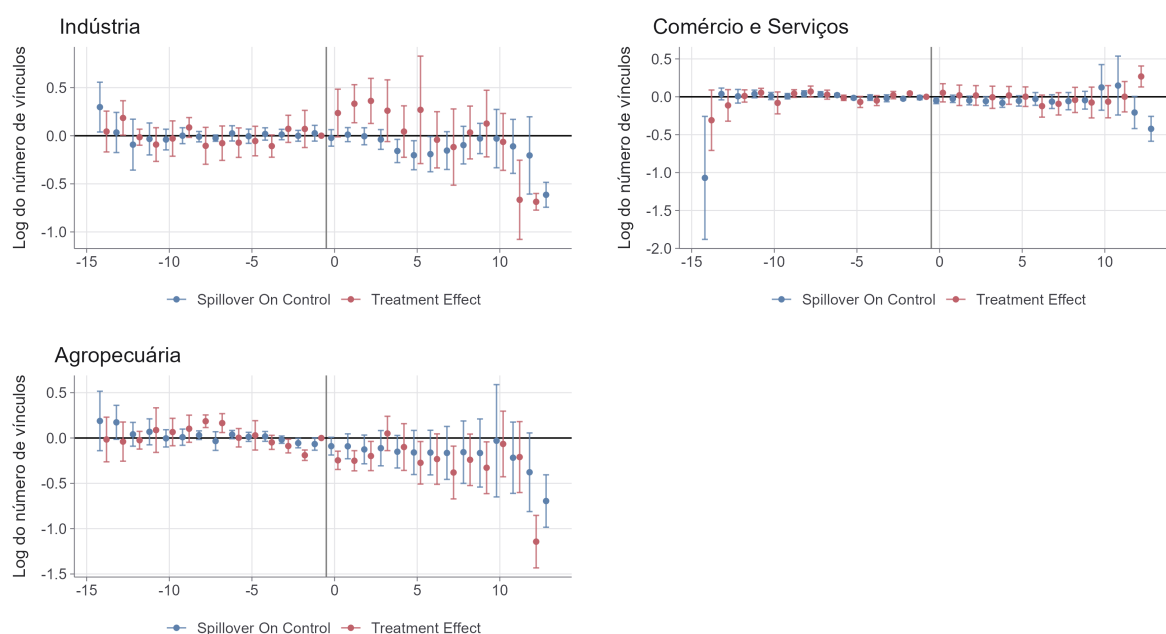 Indústria
Log do número de vínculos
0.5
0.0
-0.5
-1.0
-15 -10 -5 0 5 10
Spillover On Control Treatment Effect
Comércio e Serviços
Log do número de vínculos
0.5
0.0
-0.5
-1.0
-1.5
-2.0
-15 -10 -5 0 5 10
Spillover On Control Treatment Effect
Agropecuária
Log do número de vínculos
0.5
0.0
-0.5
-1.0
-1.5
-15 -10 -5 0 5 10
Spillover On Control Treatment Effect